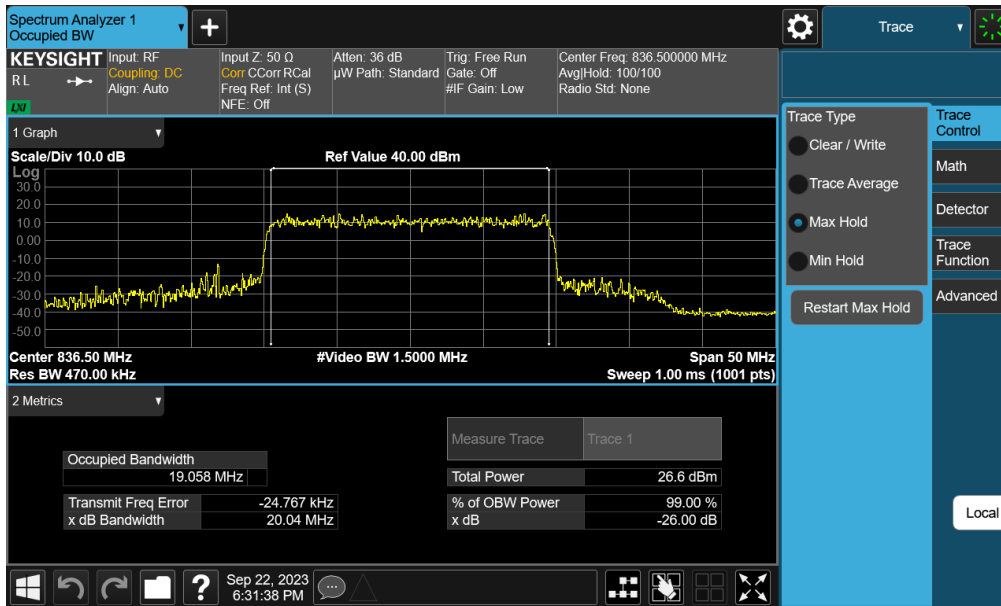 Spectrum Analyzer 1
Occupied BW
+
Trace
KEYSIGHT
R L
LXI
Input: RF
Coupling: DC
Align: Auto
Input Z: 50 Ω
Corr CCorr RCal
Freq Ref: Int (S)
NFE: Off
Atten: 36 dB
µW Path: Standard
Trig: Free Run
Gate: Off
#IF Gain: Low
Center Freq: 836.500000 MHz
Avg|Hold: 100/100
Radio Std: None
1 Graph
Scale/Div 10.0 dB
Ref Value 40.00 dBm
Log
30.0
20.0
10.0
0.00
-10.0
-20.0
-30.0
-40.0
-50.0
Center 836.50 MHz
#Video BW 1.5000 MHz
Span 50 MHz
Res BW 470.00 kHz
Sweep 1.00 ms (1001 pts)
2 Metrics
Measure Trace
Trace 1
Occupied Bandwidth
19.058 MHz
Total Power
26.6 dBm
Transmit Freq Error
-24.767 kHz
% of OBW Power
99.00 %
x dB Bandwidth
20.04 MHz
x dB
-26.00 dB
Trace Type
Clear / Write
Trace Average
Max Hold
Min Hold
Restart Max Hold
Trace
Control
Math
Detector
Trace
Function
Advanced
Local
?
Sep 22, 2023
6:31:38 PM